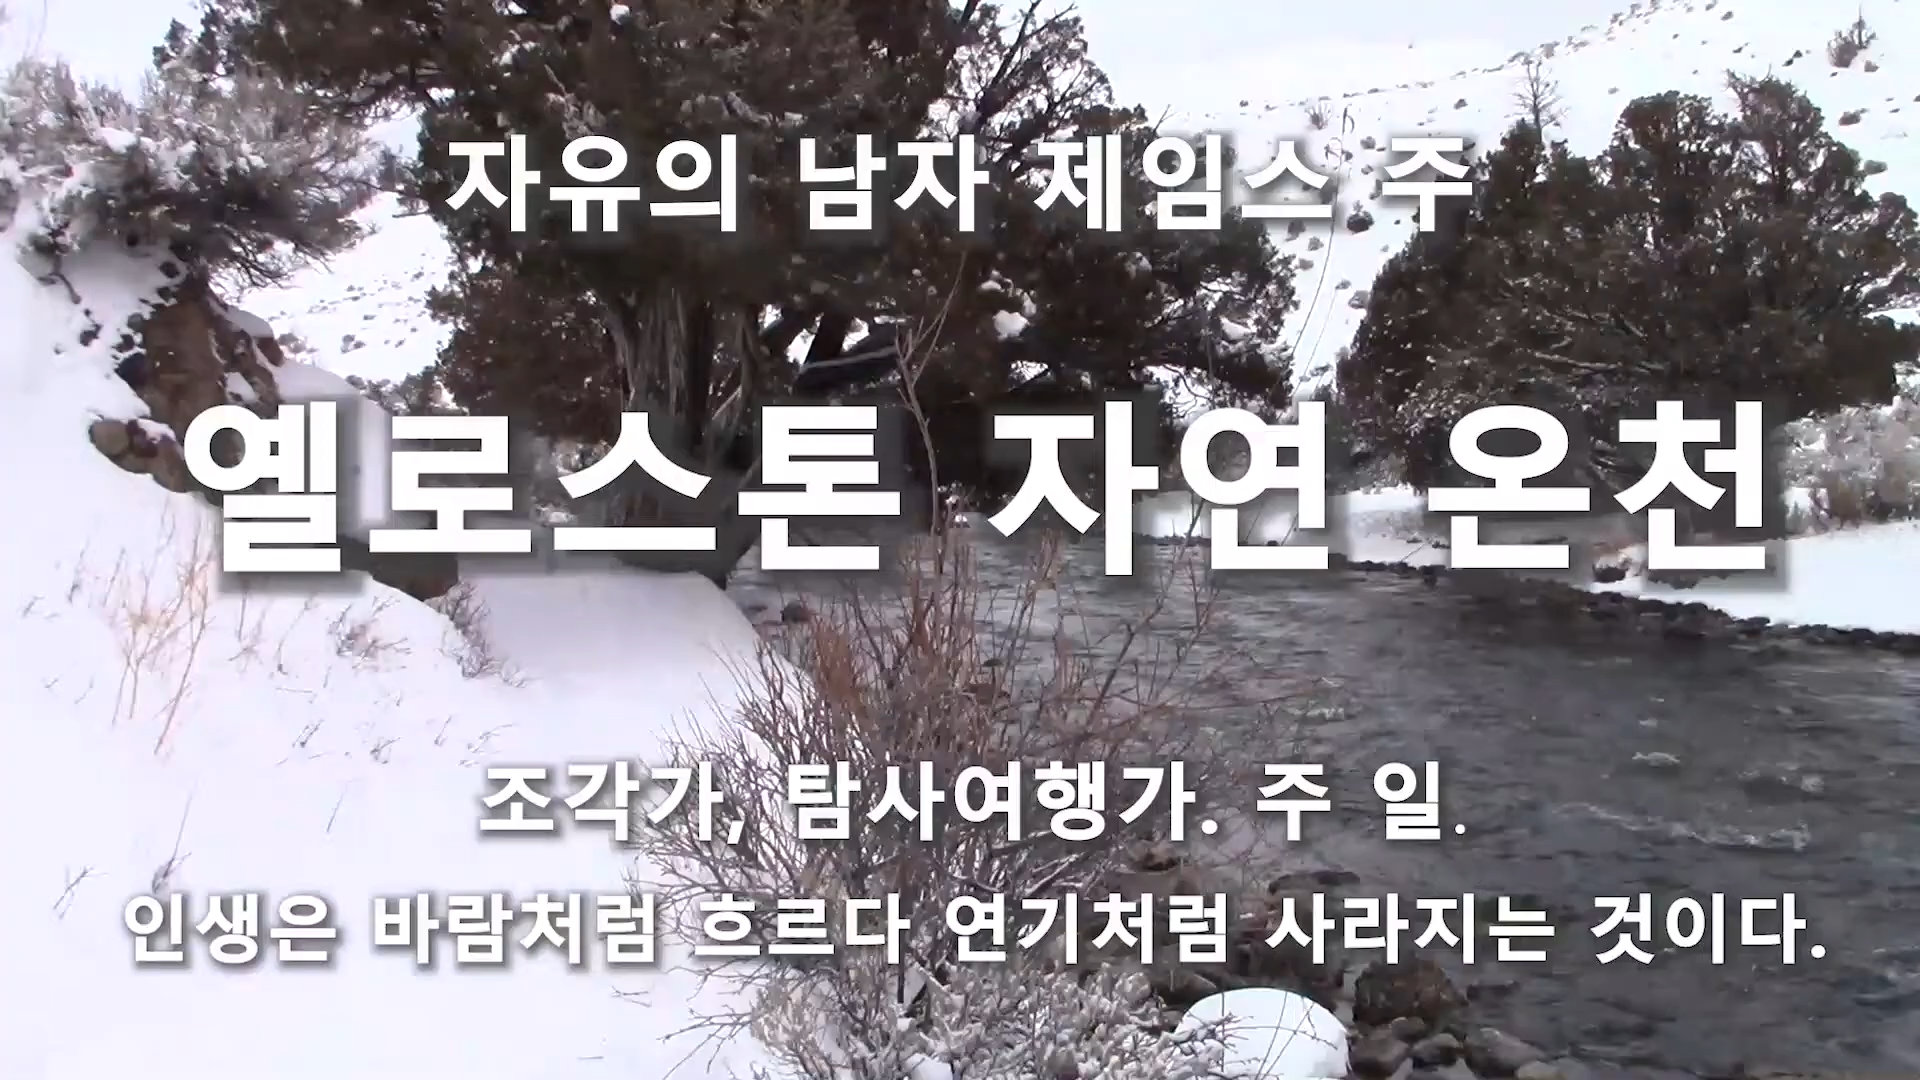 자유의 남자 제임스 주
옐로스톤 자연 온천
조각가, 탐사여행가. 주 일.
인생은 바람처럼 흐르다 연기처럼 사라지는 것이다.